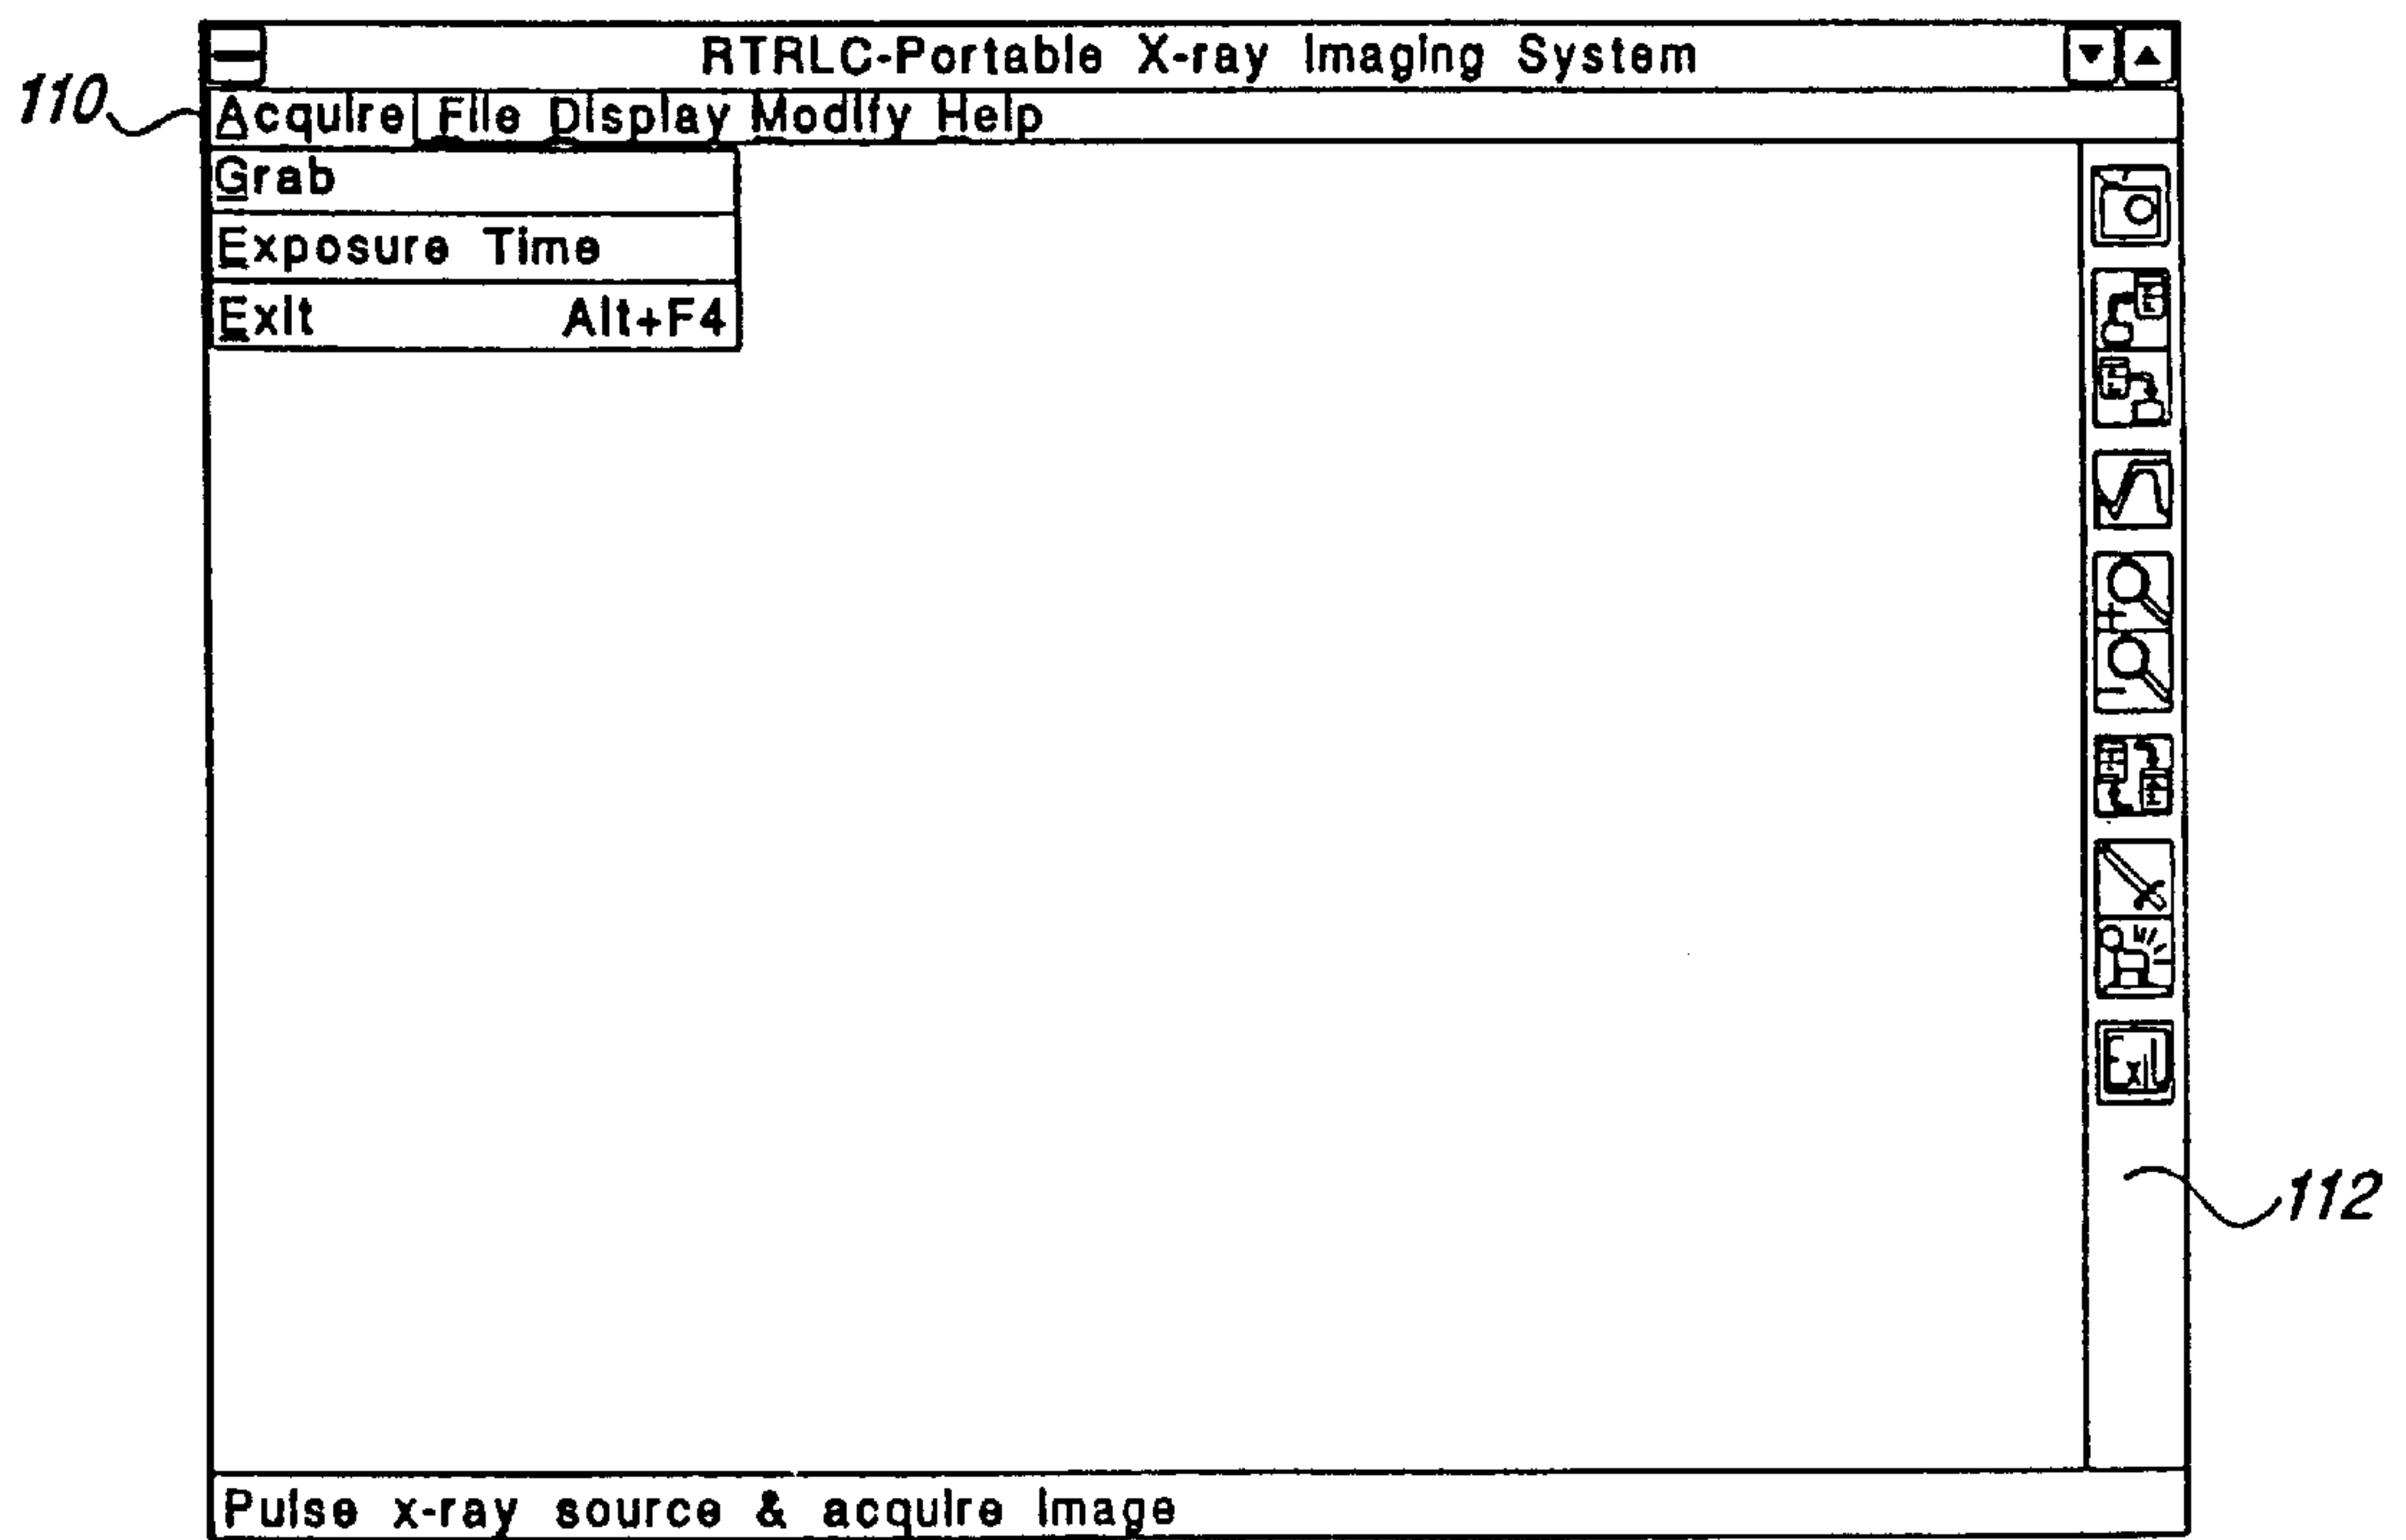 RTRLC-Portable X-ray Imaging System
110
Acquire File Display Modify Help
Grab
Exposure Time
Exit Alt+F4
112
Pulse x-ray source & acquire image